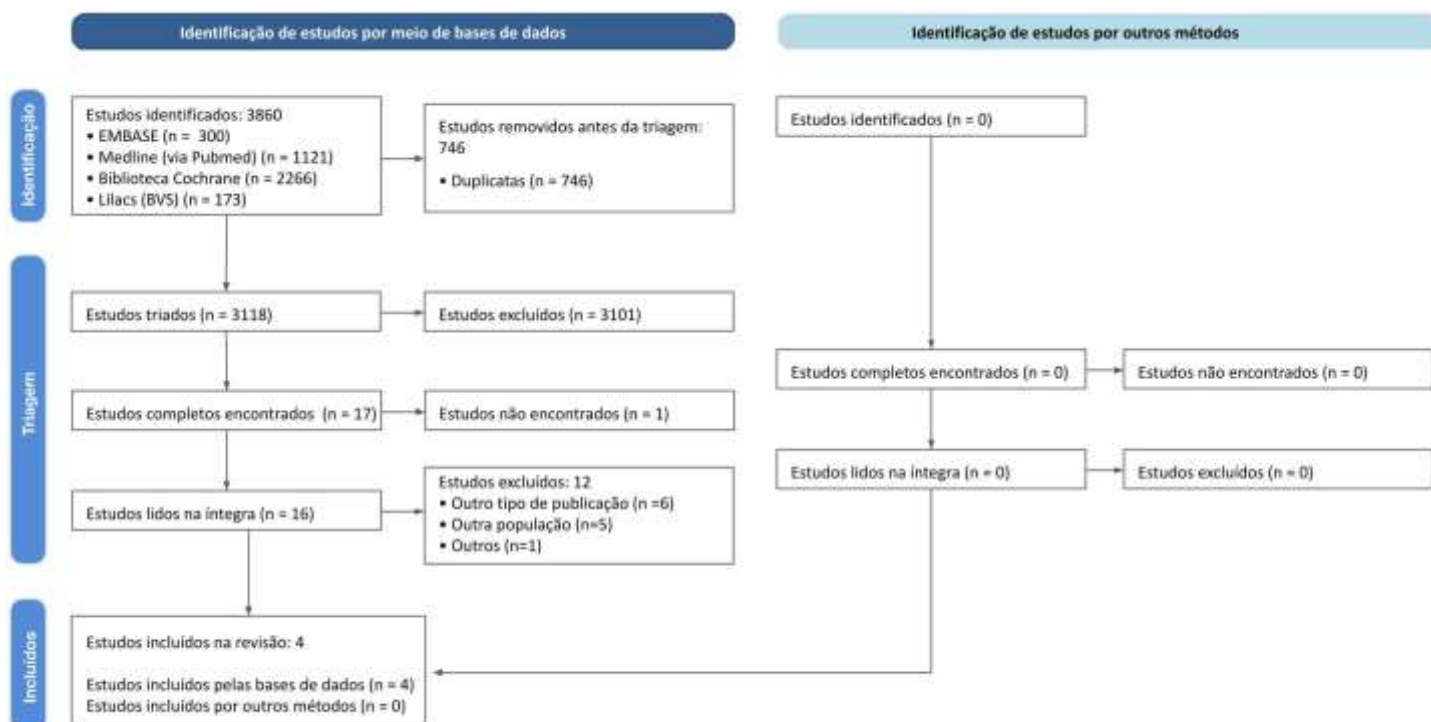 Identificação de estudos por meio de bases de dados
Identificação de estudos por outros métodos
Identificação
Estudos identificados: 3860
• EMBASE (n = 300)
• Medline (via Pubmed) (n = 1121)
• Biblioteca Cochrane (n = 2266)
• Lilacs (BVS) (n = 173)
Estudos removidos antes da triagem:
746
• Duplicatas (n = 746)
Estudos identificados (n = 0)
Triagem
Estudos triados (n = 3118)
Estudos excluídos (n = 3101)
Estudos completos encontrados (n = 17)
Estudos não encontrados (n = 1)
Estudos completos encontrados (n = 0)
Estudos não encontrados (n = 0)
Estudos lidos na íntegra (n = 16)
Estudos excluídos: 12
• Outro tipo de publicação (n =6)
• Outra população (n=5)
• Outros (n=1)
Estudos lidos na íntegra (n = 0)
Estudos excluídos (n = 0)
Incluídos
Estudos incluídos na revisão: 4
Estudos incluídos pelas bases de dados (n = 4)
Estudos incluídos por outros métodos (n = 0)